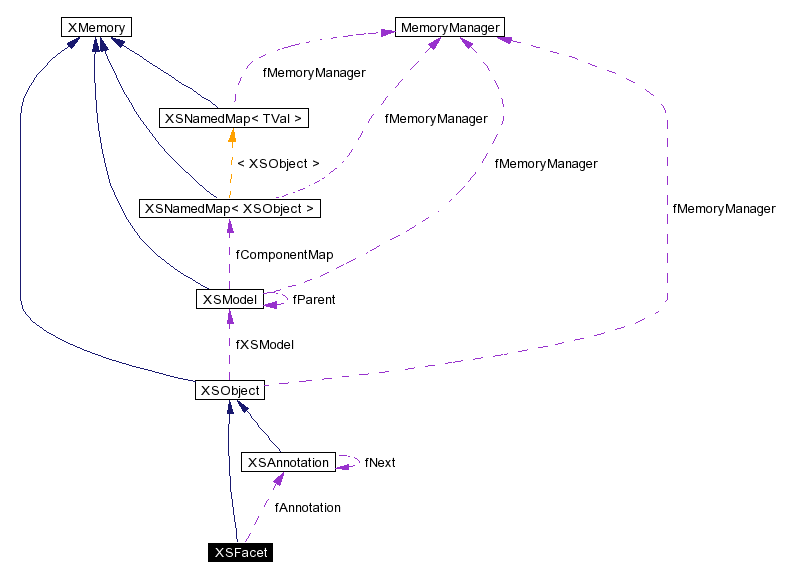 XMemory
MemoryManager
fMemoryManager
XSNamedMap< TVal >
fMemoryManager
< XSObject >
fMemoryManager
XSNamedMap< XSObject >
fMemoryManager
fComponentMap
XSModel
fParent
fXSModel
XSObject
XSAnnotation
fNext
fAnnotation
XSFacet